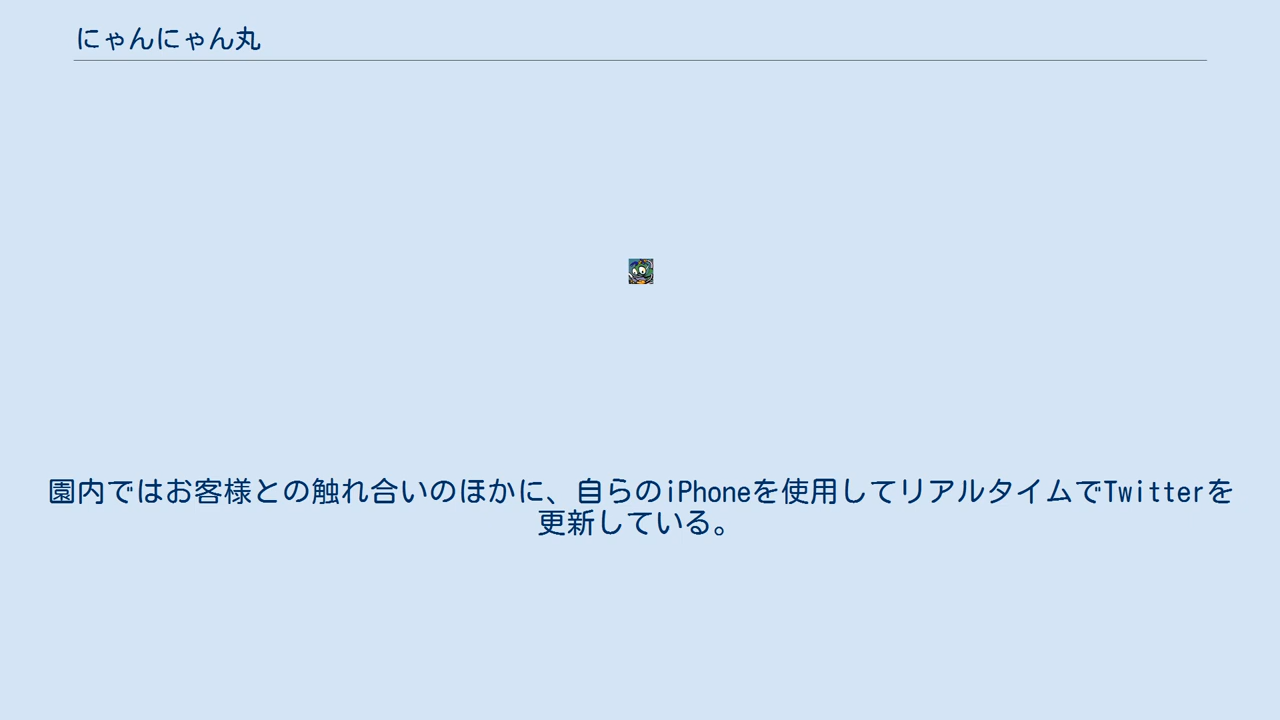 にゃんにゃん丸
園内ではお客様との触れ合いのほかに、自らのiPhoneを使用してリアルタイムでTwitterを
更新している。